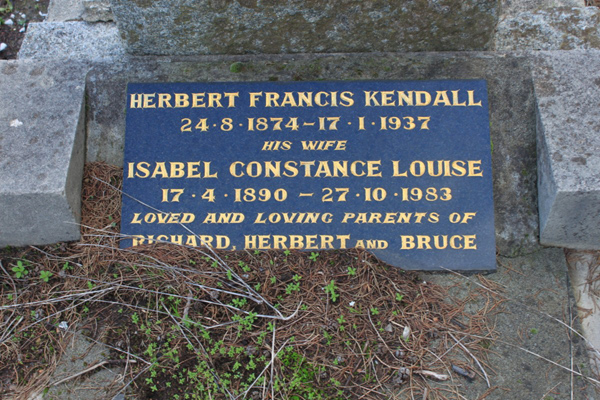 HERBERT FRANCIS KENDALL
24·8·1874–17·1·1937
HIS WIFE
ISABEL CONSTANCE LOUISE
17·4·1890–27·10·1983
LOVED AND LOVING PARENTS OF
RICHARD, HERBERT AND BRUCE